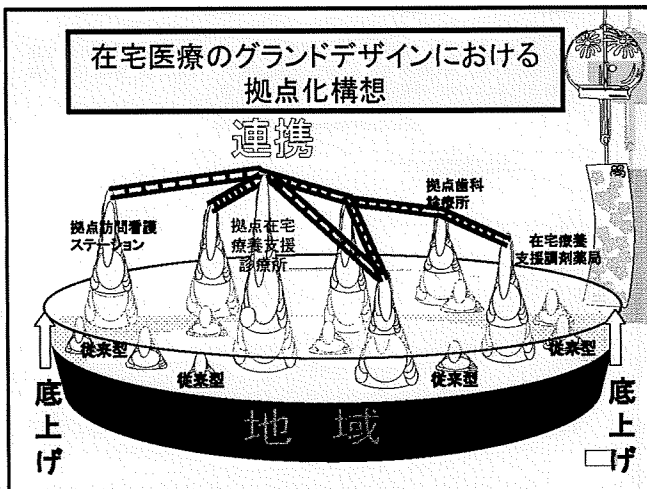 在宅医療のグランドデザインにおける
拠点化構想
連携
拠点歯科
診療所
拠点訪問看護
ステーション
拠点在宅
療養支援
診療所
在宅療養
支援調剤薬局
従来型
従来型
従来型
従来型
底上げ
地域
底上げ